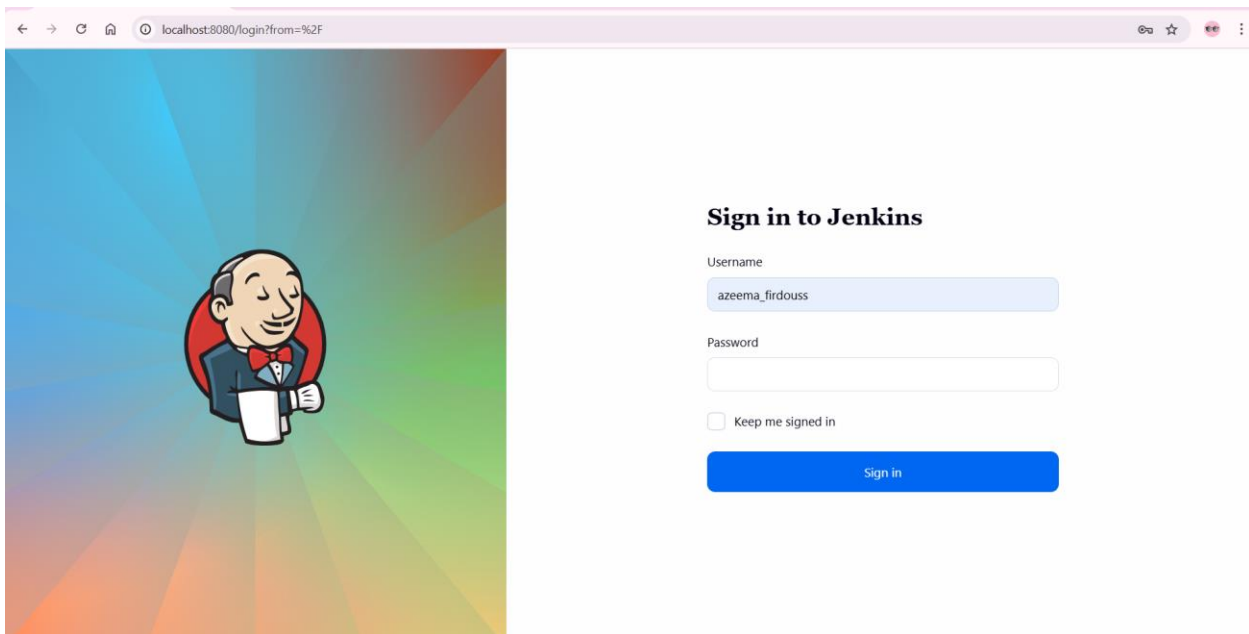 localhost:8080/login?from=%2F
Sign in to Jenkins
Username
azeema_firdouss
Password
Keep me signed in
Sign in